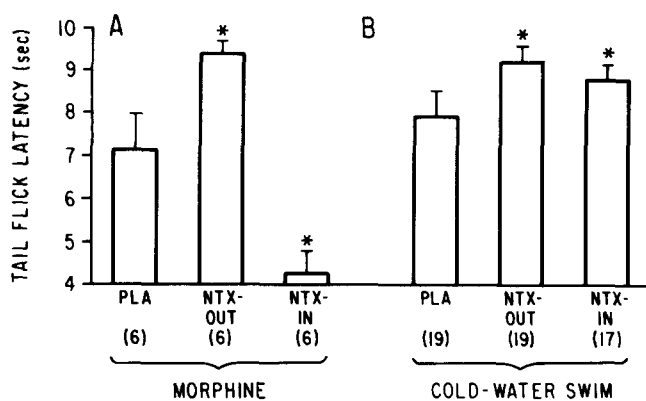 A
B
TAIL FLICK LATENCY (sec)
10
9
8
7
6
5
4
*
*
*
*
PLA
NTX-
OUT
NTX-
IN
(6)
(6)
(6)
MORPHINE
PLA
NTX-
OUT
NTX-
IN
(19)
(19)
(17)
COLD-WATER SWIM